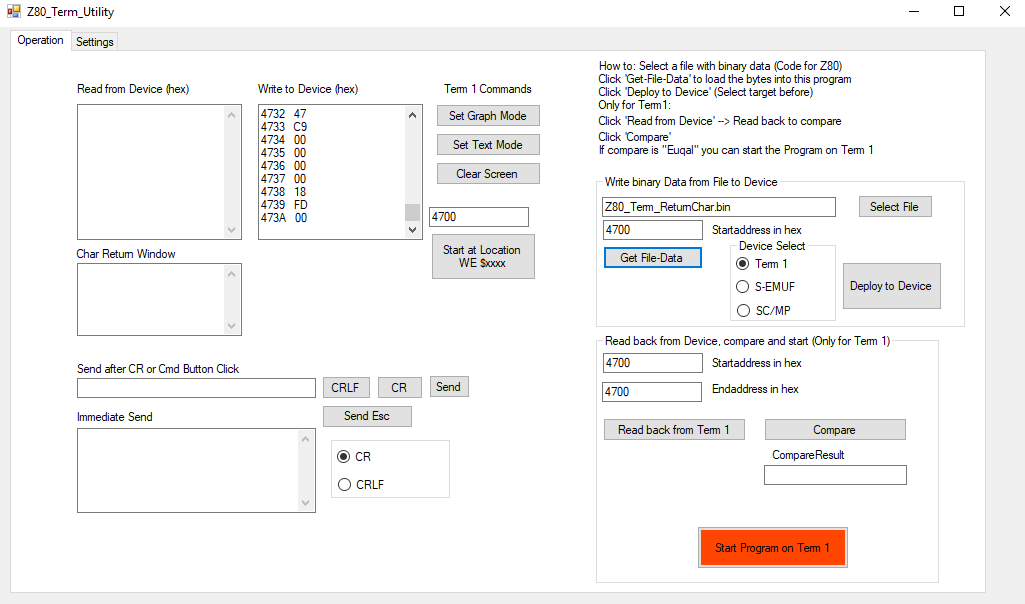 Z80_Term_Utility
Operation
Settings
Read from Device (hex)
Write to Device (hex)
4732 47
4733 C9
4734 00
4735 00
4736 00
4737 00
4738 18
4739 FD
473A 00
Term 1 Commands
Set Graph Mode
Set Text Mode
Clear Screen
4700
Start at Location
WE $xxxx
Char Return Window
Send after CR or Cmd Button Click
CRLF
CR
Send
Immediate Send
Send Esc
CR
CRLF
How to: Select a file with binary data (Code for Z80)
Click 'Get-File-Data' to load the bytes into this program
Click 'Deploy to Device' (Select target before)
Only for Term1:
Click 'Read from Device' --> Read back to compare
Click 'Compare'
If compare is "Euqal" you can start the Program on Term 1
Write binary Data from File to Device
Z80_Term_ReturnChar.bin
Select File
4700
Startaddress in hex
Get File-Data
Device Select
Term 1
S-EMUF
SC/MP
Deploy to Device
Read back from Device, compare and start (Only for Term 1)
4700
Startaddress in hex
4700
Endaddress in hex
Read back from Term 1
Compare
CompareResult
Start Program on Term 1